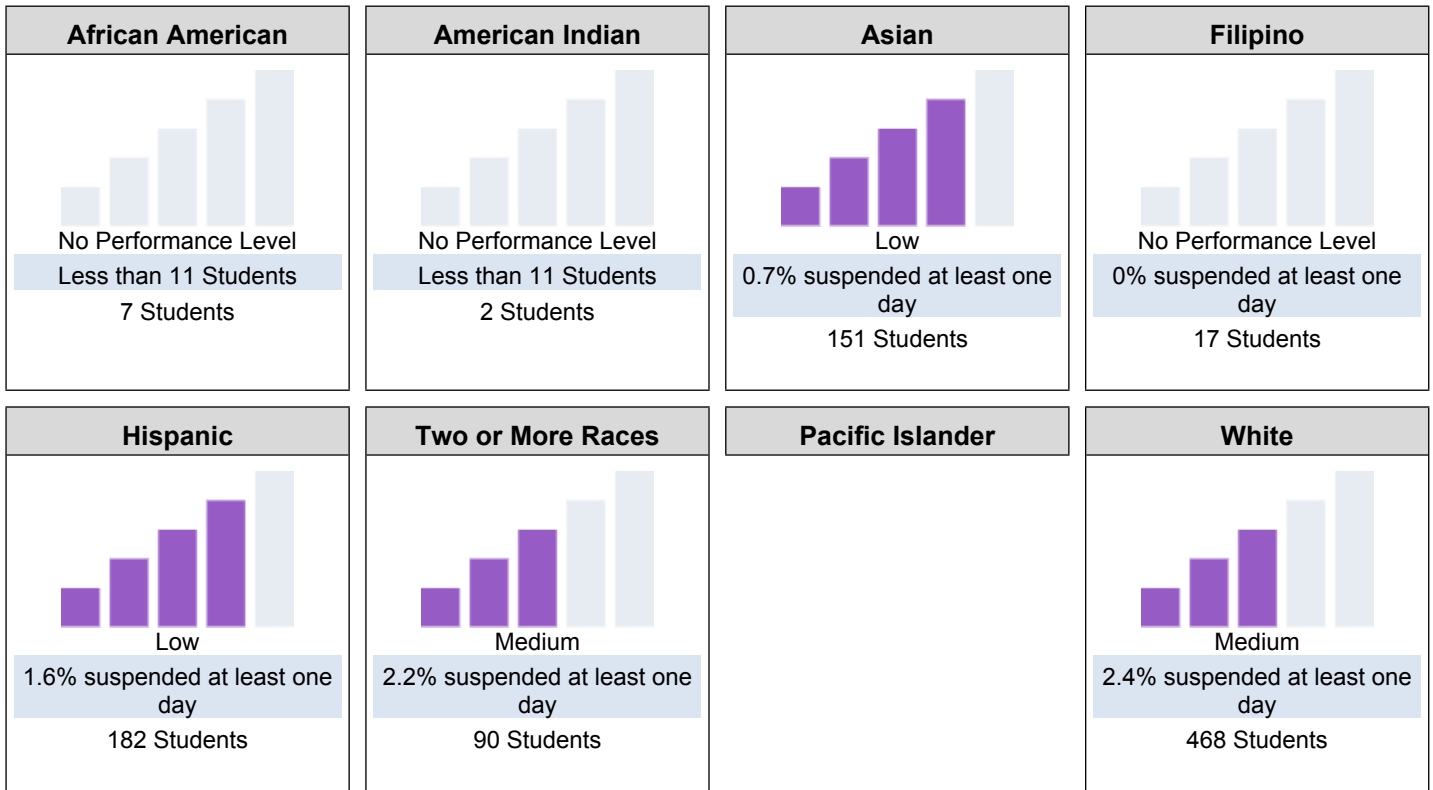 African American
No Performance Level
Less than 11 Students
7 Students
American Indian
No Performance Level
Less than 11 Students
2 Students
Asian
Low
0.7% suspended at least one
day
151 Students
Filipino
No Performance Level
0% suspended at least one
day
17 Students
Hispanic
Low
1.6% suspended at least one
day
182 Students
Two or More Races
Medium
2.2% suspended at least one
day
90 Students
Pacific Islander
White
Medium
2.4% suspended at least one
day
468 Students